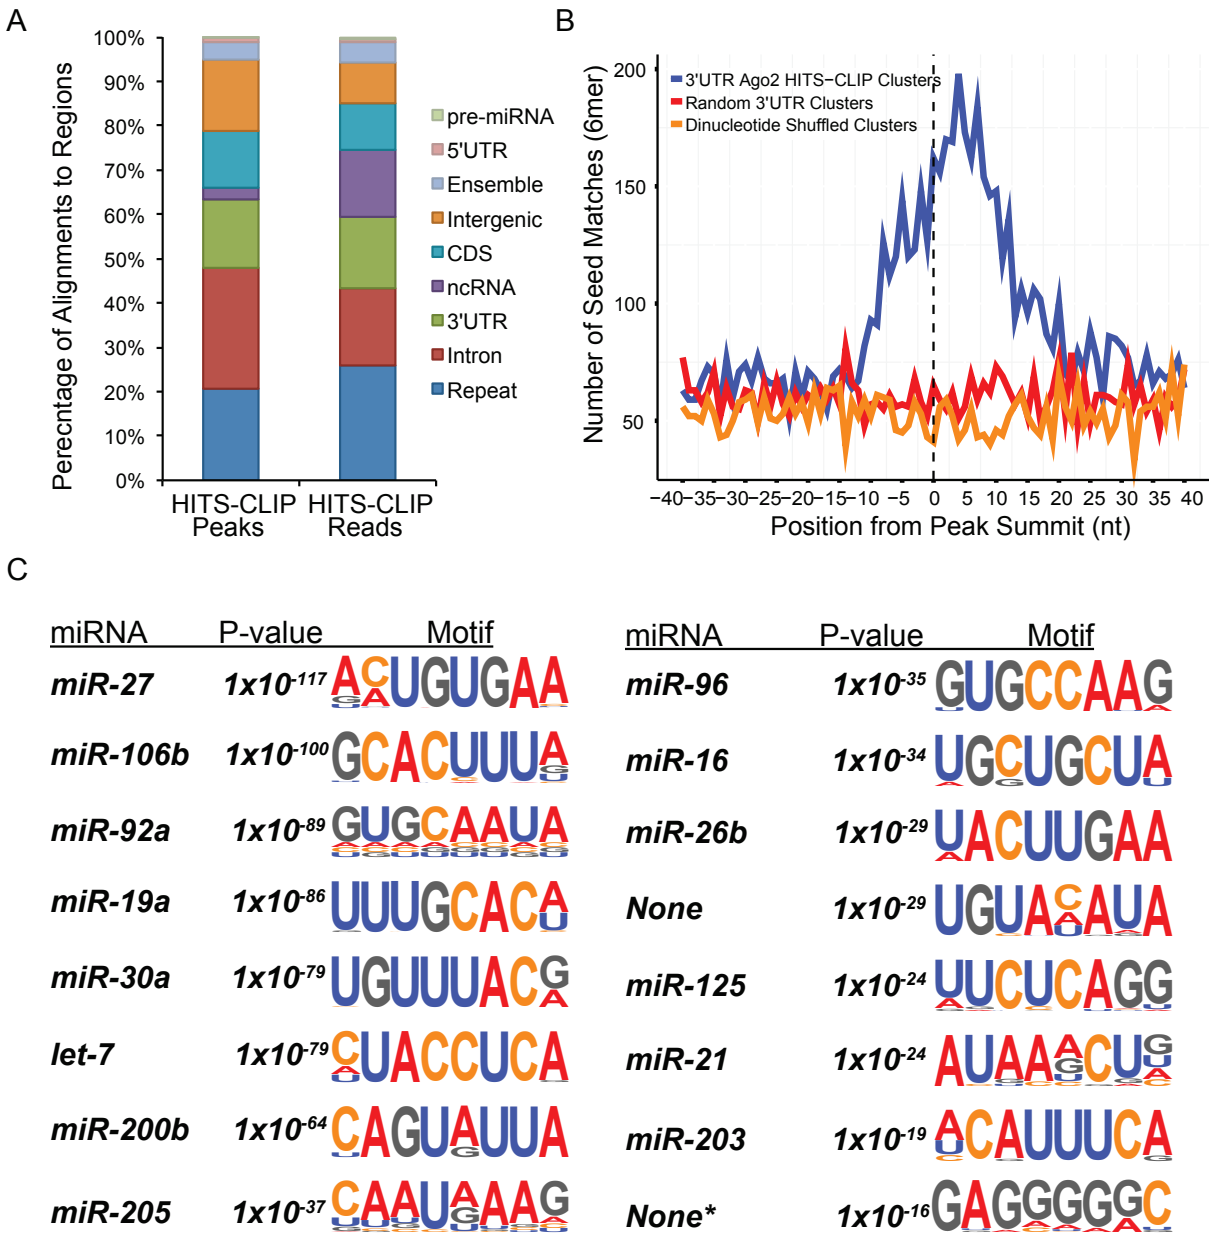 A
Perecntage of Alignments to Regions
100%
90%
80%
70%
60%
50%
40%
30%
20%
10%
0%
HITS-CLIP Peaks
HITS-CLIP Reads
pre-miRNA
5'UTR
Ensemble
Intergenic
CDS
ncRNA
3'UTR
Intron
Repeat
B
Number of Seed Matches (6mer)
200
150
100
50
3'UTR Ago2 HITS−CLIP Clusters
Random 3'UTR Clusters
Dinucleotide Shuffled Clusters
−40 −35 −30 −25 −20 −15 −10 −5 0 5 10 15 20 25 30 35 40
Position from Peak Summit (nt)
C
miRNA P-value Motif
miR-27 1x10-117 ACUGUGAA
miR-106b 1x10-100 GCACUUUA
miR-92a 1x10-89 GUGCAAUA
miR-19a 1x10-86 UUUGCACA
miR-30a 1x10-79 UGUUUACG
let-7 1x10-79 CUACCUCA
miR-200b 1x10-64 CAGUAUUA
miR-205 1x10-37 CAAUAAAG
miRNA P-value Motif
miR-96 1x10-35 GUGCCAAG
miR-16 1x10-34 UGCUGCUA
miR-26b 1x10-29 UACUUGAA
None 1x10-29 UGUACAUA
miR-125 1x10-24 UUCUCAGG
miR-21 1x10-24 AUAAACUG
miR-203 1x10-19 ACAUUUCA
None* 1x10-16 GAGGGGGC